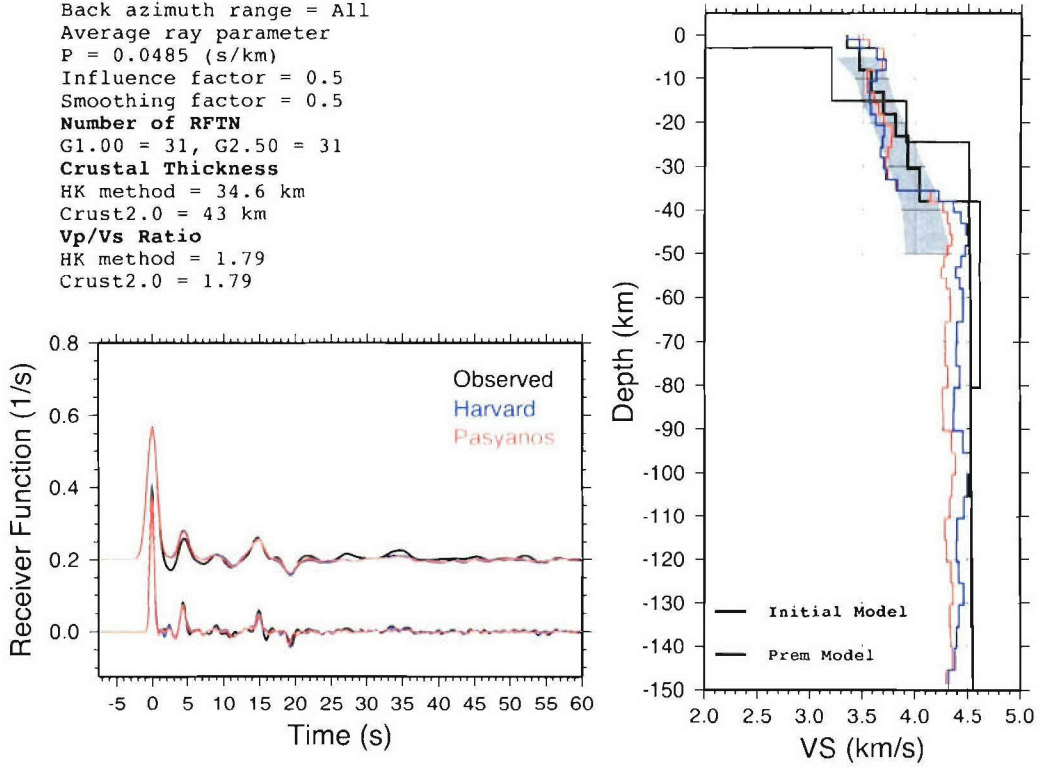 Back azimuth range = All
Average ray parameter
P = 0.0485 (s/km)
Influence factor = 0.5
Smoothing factor = 0.5
Number of RFTN
G1.00 = 31, G2.50 = 31
Crustal Thickness
HK method = 34.6 km
Crust2.0 = 43 km
Vp/Vs Ratio
HK method = 1.79
Crust2.0 = 1.79
Receiver Function (1/s)
0.8
0.6
0.4
0.2
0.0
Observed
Harvard
Pasyanos
-5 0 5 10 15 20 25 30 35 40 45 50 55 60
Time (s)
Depth (km)
0
-10
-20
-30
-40
-50
-60
-70
-80
-90
-100
-110
-120
-130
-140
-150
Initial Model
Prem Model
2.0 2.5 3.0 3.5 4.0 4.5 5.0
VS (km/s)